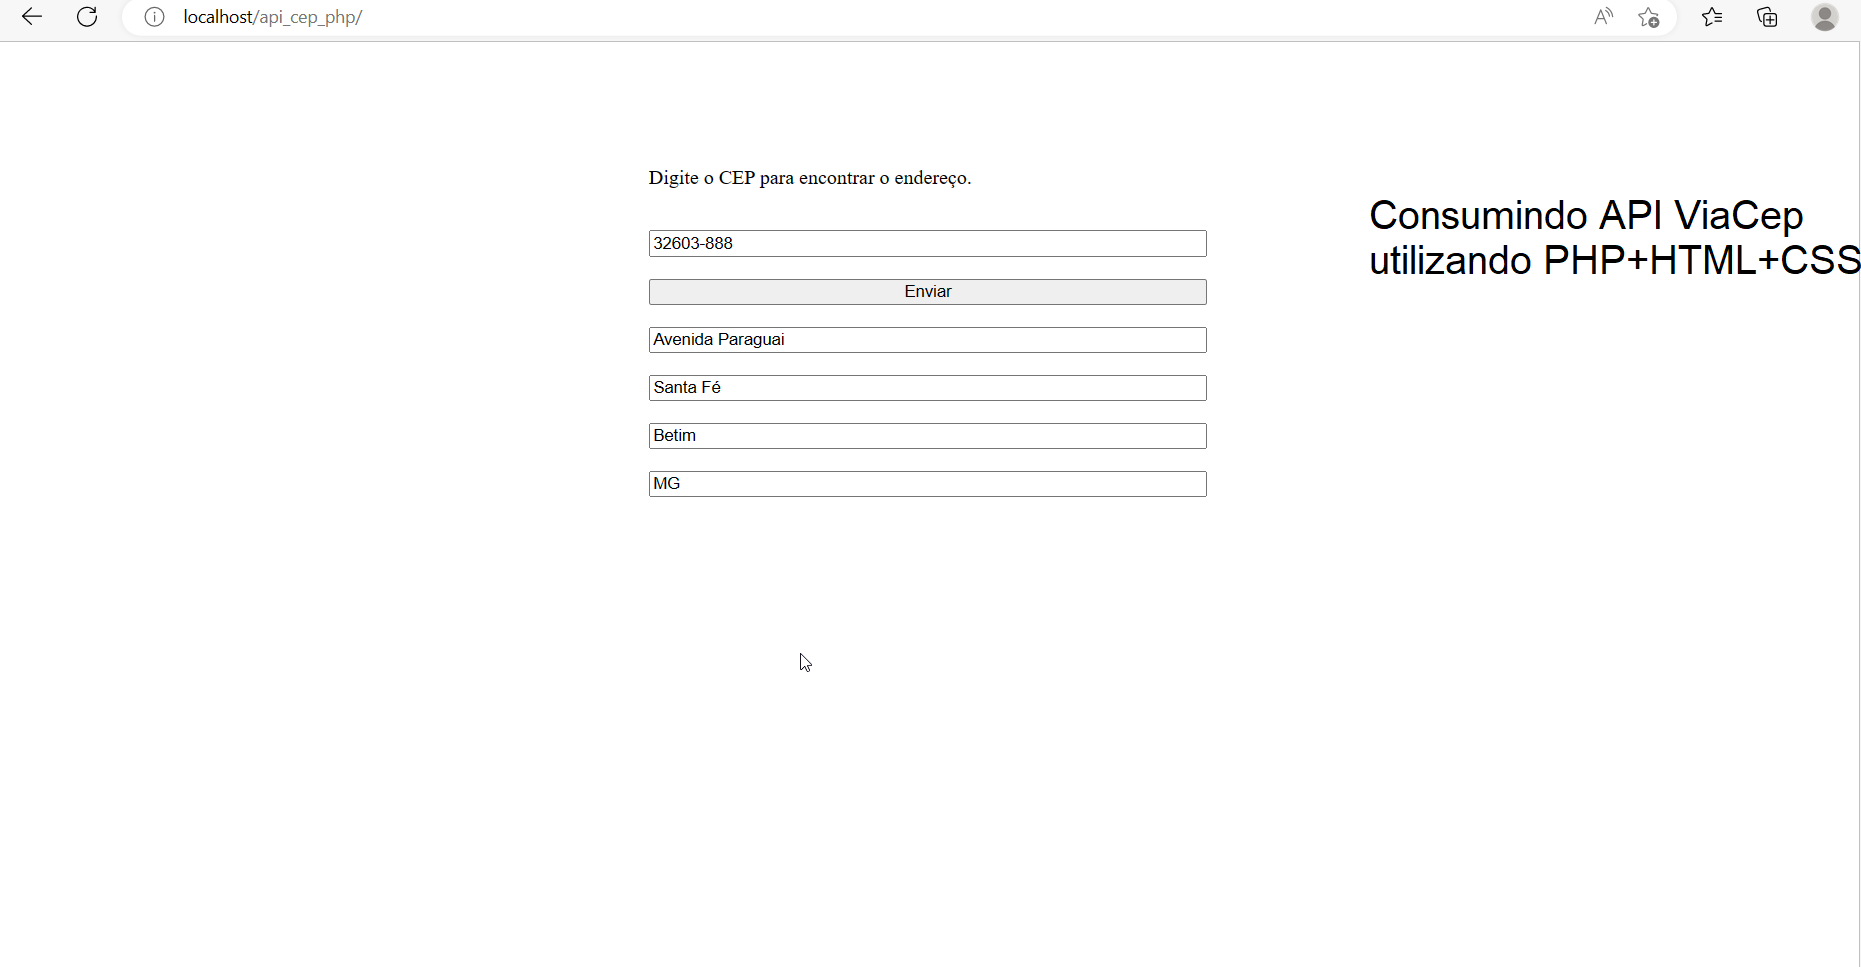 localhost/api_cep_php/
Digite o CEP para encontrar o endereço.
Consumindo API ViaCep
utilizando PHP+HTML+CSS
32603-888
Enviar
Avenida Paraguai
Santa Fé
Betim
MG